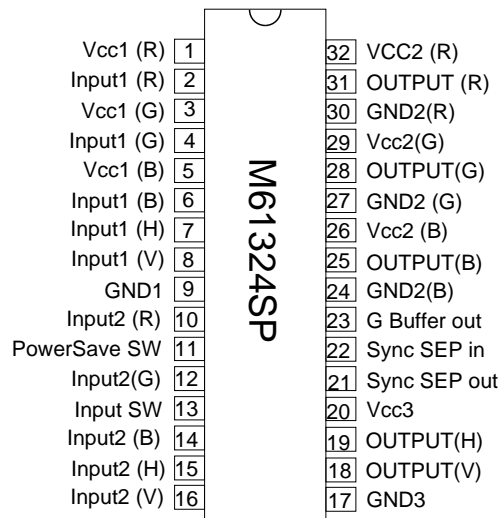 Vcc1 (R) 1
Input1 (R) 2
Vcc1 (G) 3
Input1 (G) 4
Vcc1 (B) 5
Input1 (B) 6
Input1 (H) 7
Input1 (V) 8
GND1 9
Input2 (R) 10
PowerSave SW 11
Input2(G) 12
Input SW 13
Input2 (B) 14
Input2 (H) 15
Input2 (V) 16
M61324SP
32 VCC2 (R)
31 OUTPUT (R)
30 GND2(R)
29 Vcc2(G)
28 OUTPUT(G)
27 GND2 (G)
26 Vcc2 (B)
25 OUTPUT(B)
24 GND2(B)
23 G Buffer out
22 Sync SEP in
21 Sync SEP out
20 Vcc3
19 OUTPUT(H)
18 OUTPUT(V)
17 GND3